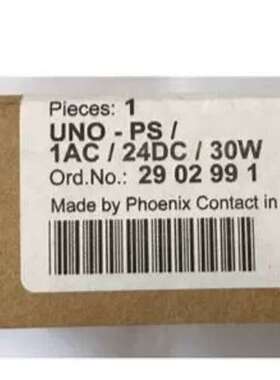 Pieces: 1
UNO - PS /
1AC / 24DC / 30W
Ord.No.: 29 02 99 1
Made by Phoenix Contact in